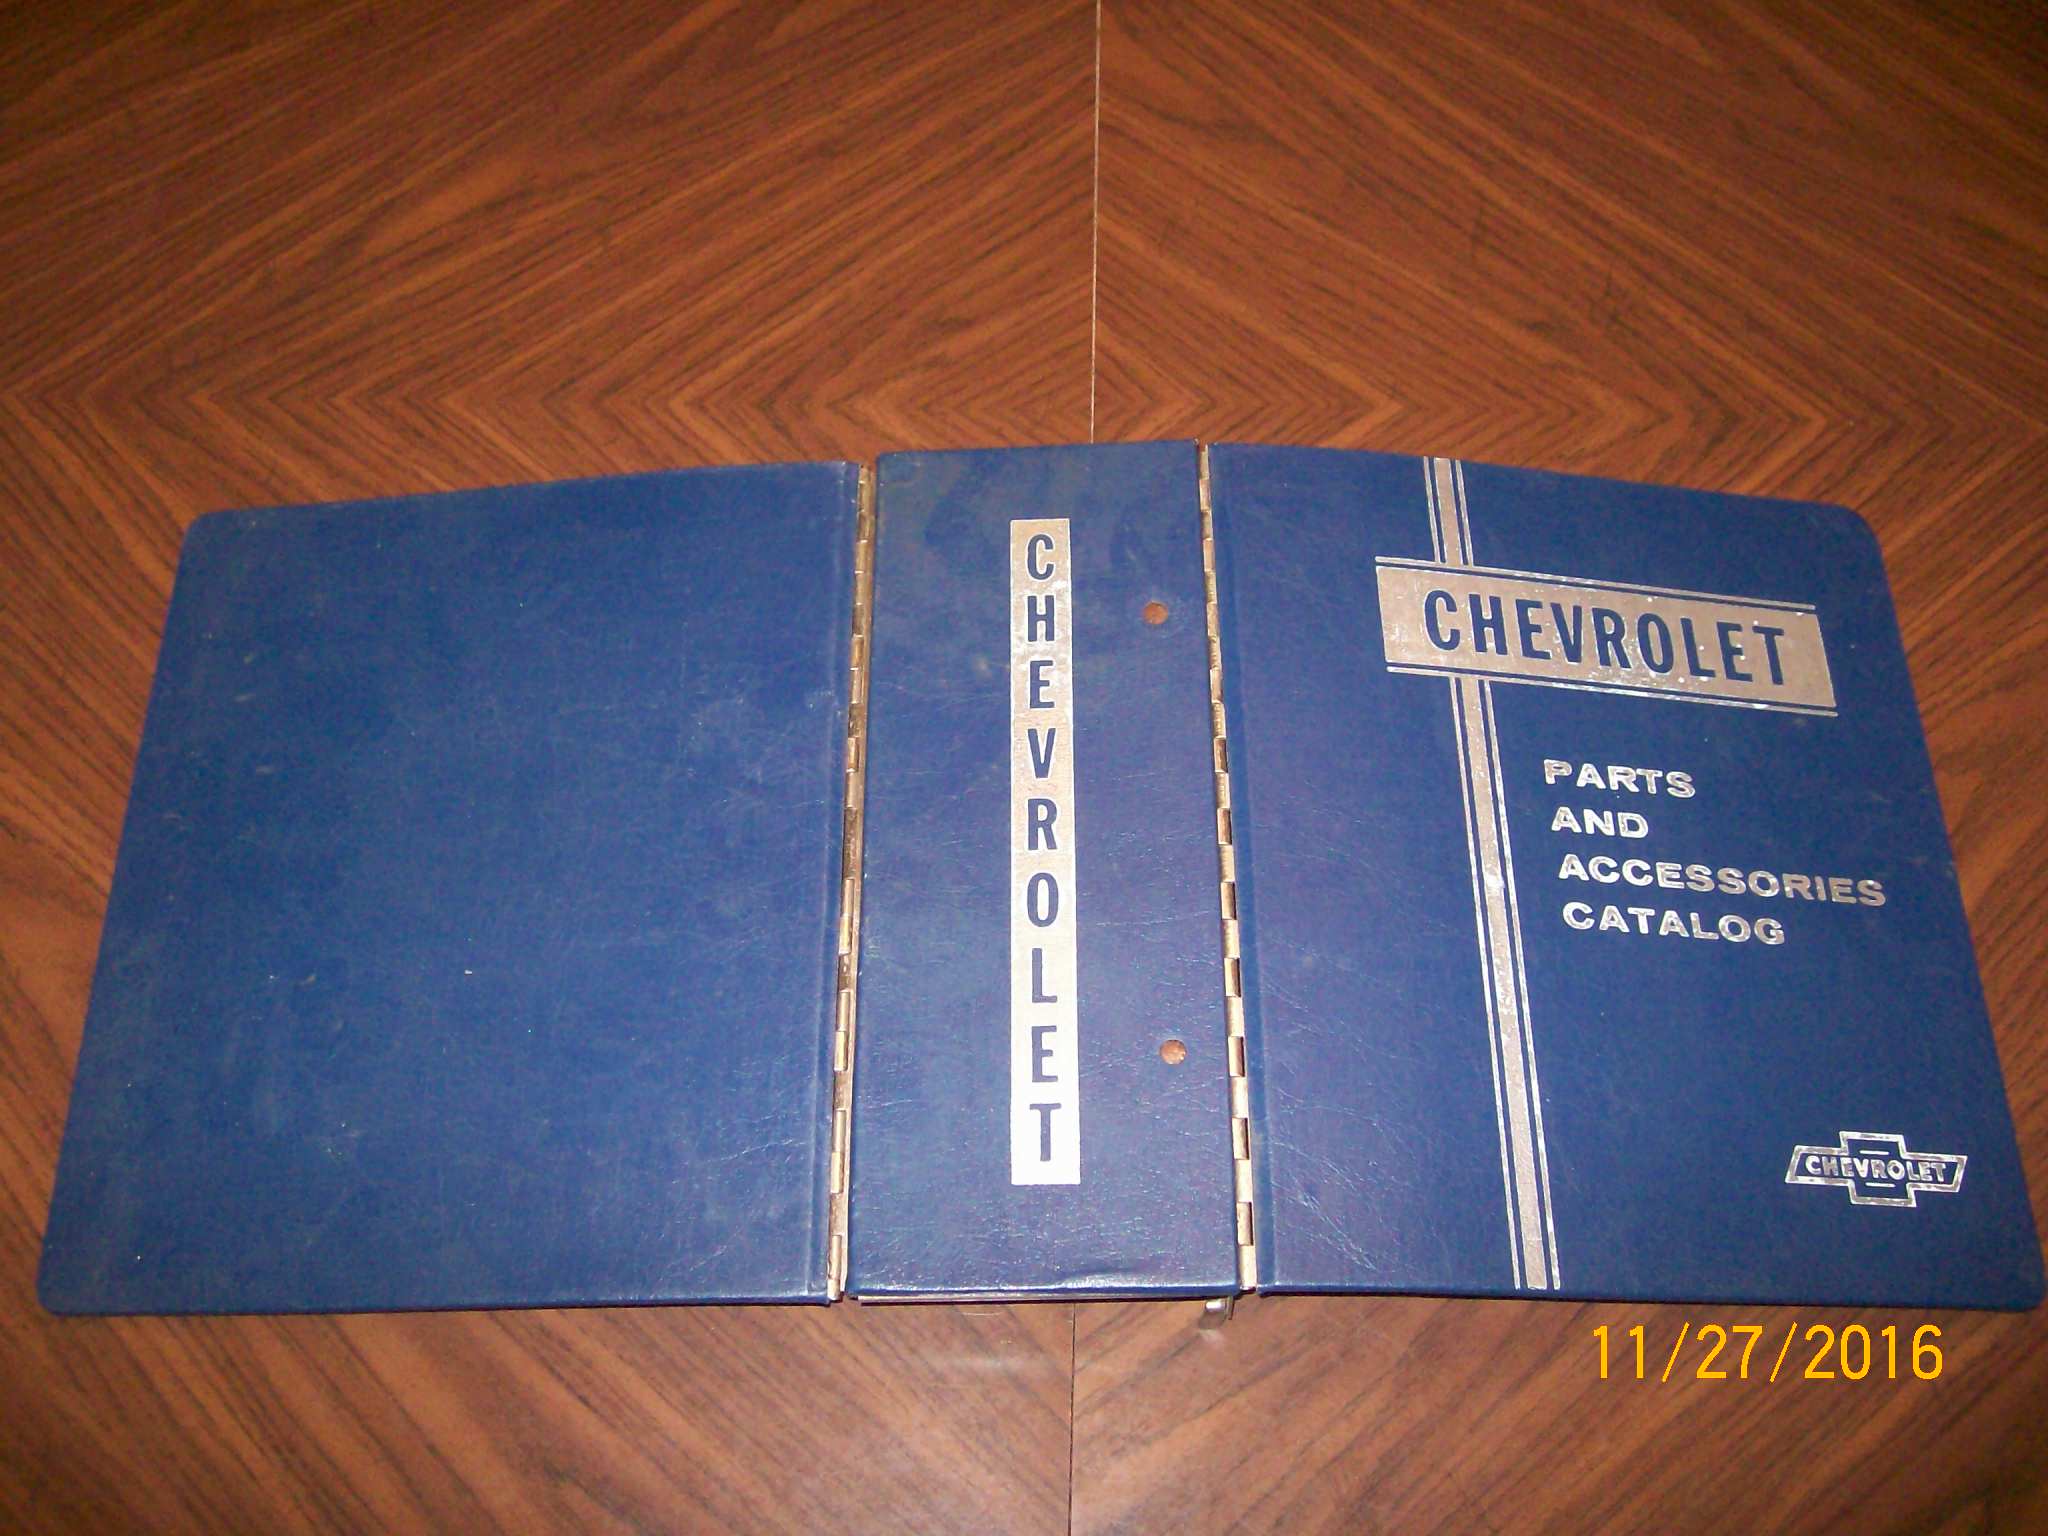 CHEVROLET
CHEVROLET
PARTS
AND
ACCESSORIES
CATALOG
CHEVROLET
11/27/2016